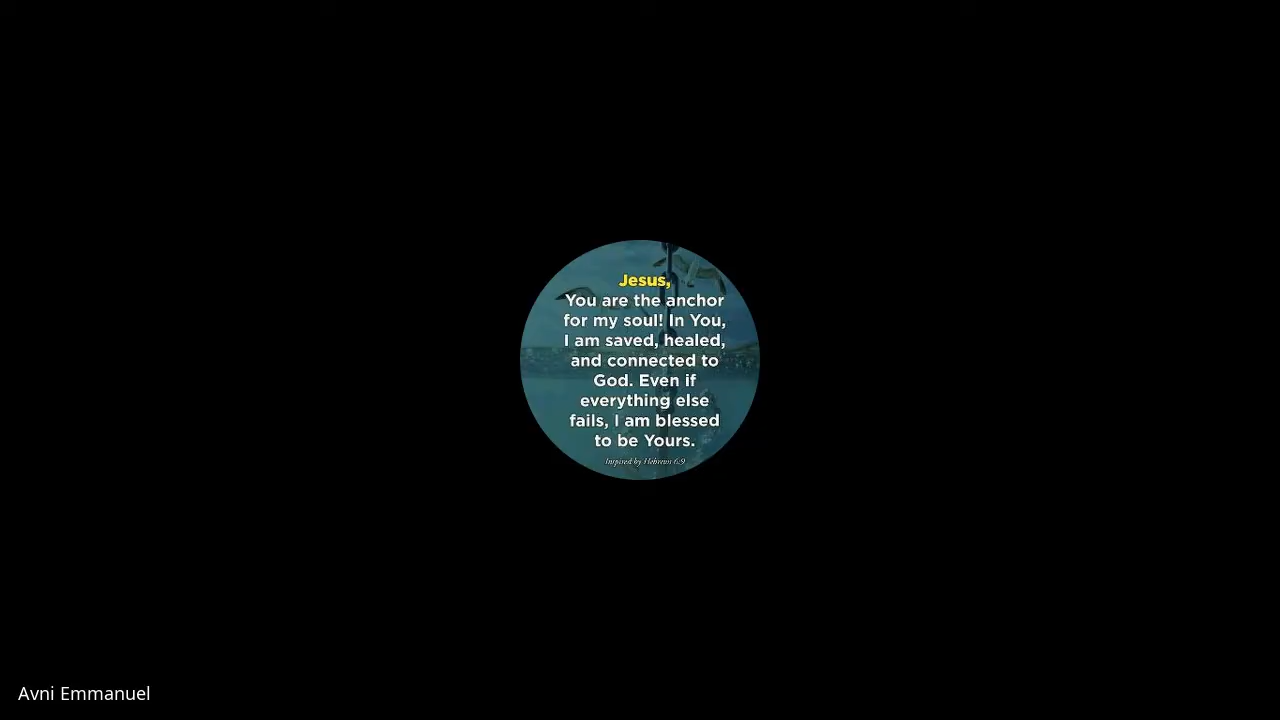 Jesus,
You are the anchor
for my soul! In You,
I am saved, healed,
and connected to
God. Even if
everything else
fails, I am blessed
to be Yours.
Inspired by Hebrews 6:9
Avni Emmanuel